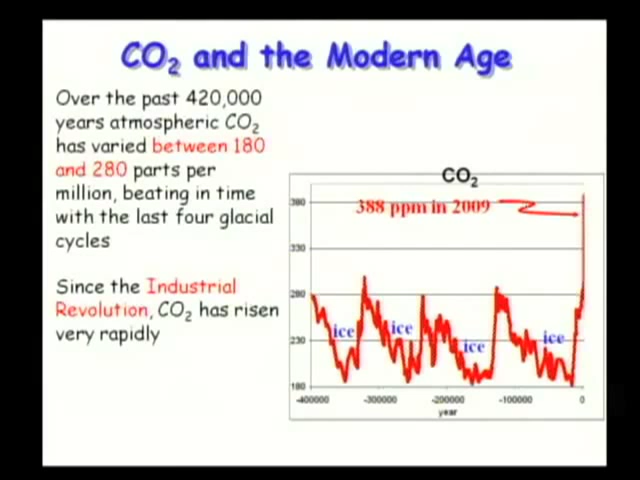 CO₂ and the Modern Age
Over the past 420,000
years atmospheric CO₂
has varied between 180
and 280 parts per
million, beating in time
with the last four glacial
cycles
Since the Industrial
Revolution, CO₂ has risen
very rapidly
CO₂
388 ppm in 2009
380
330
280
230
180
ice
ice
ice
ice
-400000 -300000 -200000 -100000 0
year